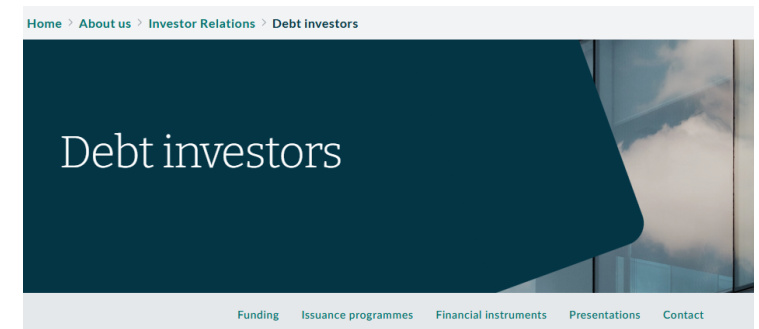 Home > About us > Investor Relations > Debt investors
Debt investors
Funding Issuance programmes Financial instruments Presentations Contact